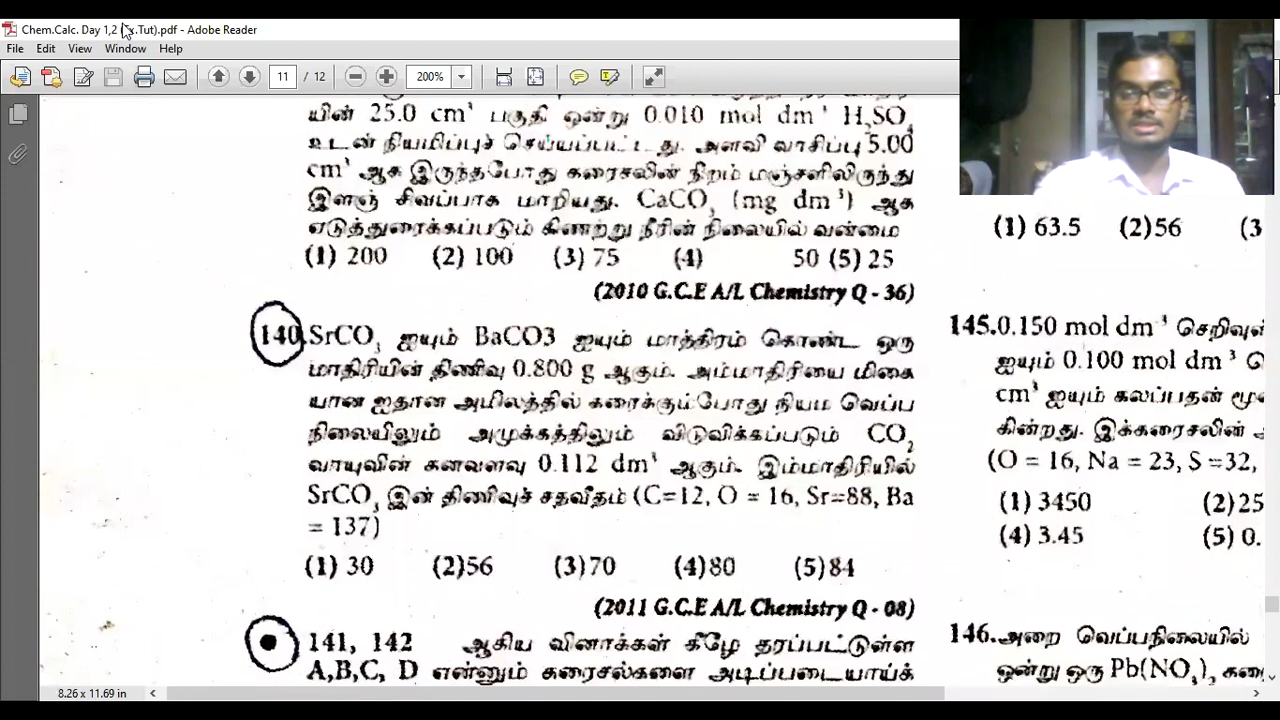 Chem.Calc. Day 1,2 (Ex.Tut).pdf - Adobe Reader
File Edit View Window Help
11 / 12 200%
யின் 25.0 cm³ பகுதி ஒன்று 0.010 mol dm⁻³ H₂SO₄
உடன் நியமிப்புச் செய்யப்பட்டது. அளவி வாசிப்பு 5.00
cm³ ஆக இருந்தபோது கரைசலின் நிறம் மஞ்சளிலிருந்து
இளஞ் சிவப்பாக மாறியது. CaCO₃ (mg dm⁻³) ஆக
எடுத்துரைக்கப்படும் கிணற்று நீரின் நிலையில் வன்மை
(1) 200 (2) 100 (3) 75 (4) 50 (5) 25
(2010 G.C.E A/L Chemistry Q - 36)
140. SrCO₃ ஐயும் BaCO3 ஐயும் மாத்திரம் கொண்ட ஒரு
மாதிரியின் திணிவு 0.800 g ஆகும். அம்மாதிரியை மிகை
யான ஐதான அமிலத்தில் கரைக்கும்போது நியம வெப்ப
நிலையிலும் அமுக்கத்திலும் விடுவிக்கப்படும் CO₂
வாயுவின் கனவளவு 0.112 dm³ ஆகும். இம்மாதிரியில்
SrCO₃ இன் திணிவுச் சதவீதம் (C=12, O = 16, Sr=88, Ba
= 137)
(1) 30 (2)56 (3)70 (4)80 (5)84
(2011 G.C.E A/L Chemistry Q - 08)
141, 142 ஆகிய வினாக்கள் கீழே தரப்பட்டுள்ள
A,B,C, D என்னும் கரைசல்களை அடிப்படையாய்க்
(1) 63.5 (2)56 (3
145.0.150 mol dm⁻³
ஐயும் 0.100 mol dm⁻³
cm³ ஐயும் கலப்பதன்
கின்றது. இக்கரைசலின்
(O = 16, Na = 23, S =32,
(1) 3450 (2)25
(4) 3.45 (5) 0.
146.அறை வெப்பநிலையில்
ஒன்று ஒரு Pb(NO₃)₂
8.26 x 11.69 in